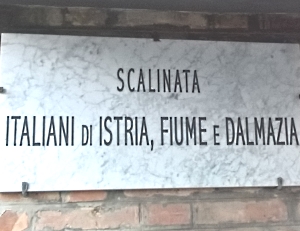 SCALINATA
ITALIANI DI ISTRIA, FIUME E DALMAZIA